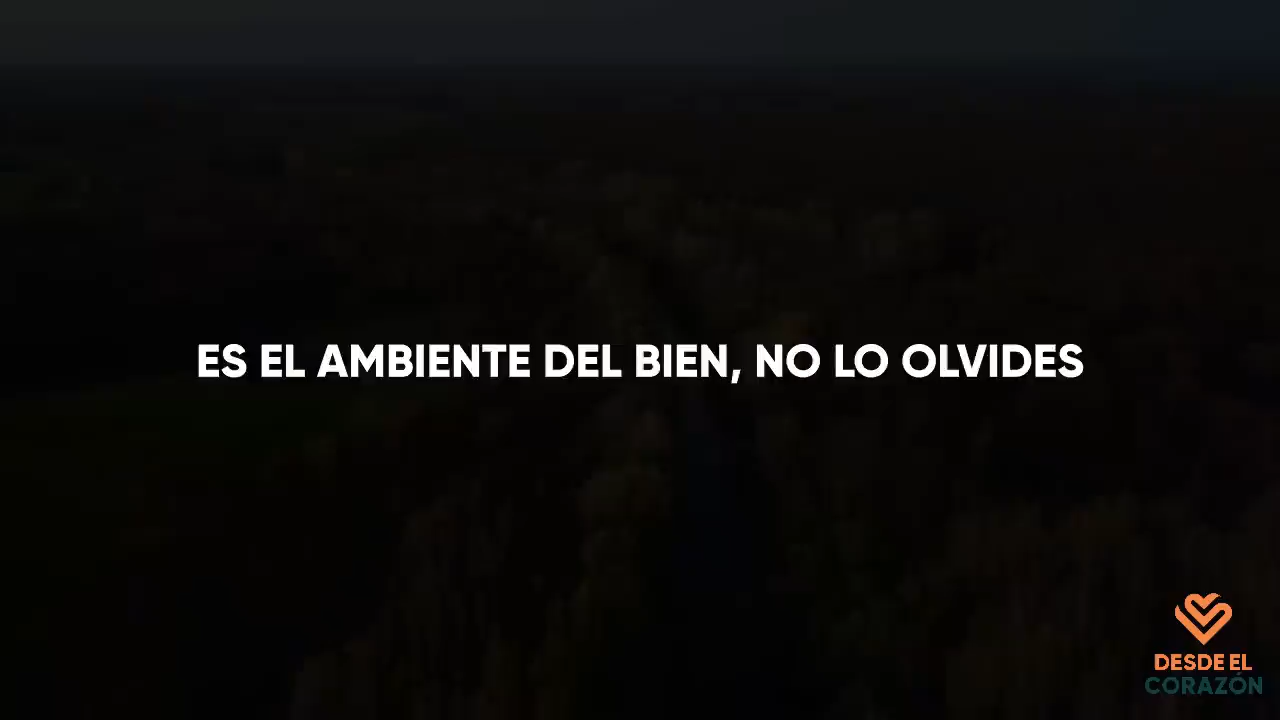 ES EL AMBIENTE DEL BIEN, NO LO OLVIDES
DESDE EL
CORAZÓN